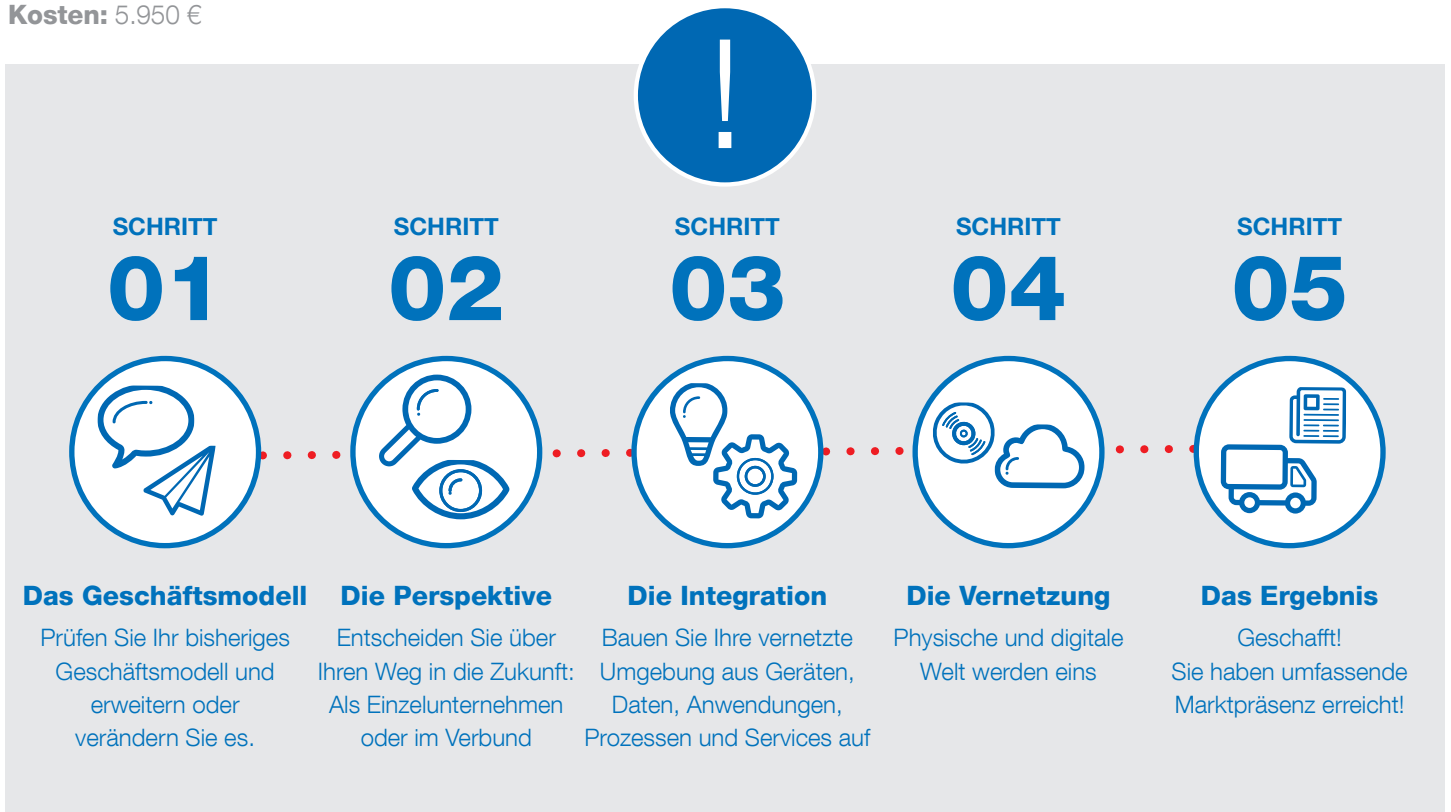 Kosten: 5.950 €
!
SCHRITT
01
Das Geschäftsmodell
Prüfen Sie Ihr bisheriges
Geschäftsmodell und
erweitern oder
verändern Sie es.
SCHRITT
02
Die Perspektive
Entscheiden Sie über
Ihren Weg in die Zukunft:
Als Einzelunternehmen
oder im Verbund
SCHRITT
03
Die Integration
Bauen Sie Ihre vernetzte
Umgebung aus Geräten,
Daten, Anwendungen,
Prozessen und Services auf
SCHRITT
04
Die Vernetzung
Physische und digitale
Welt werden eins
SCHRITT
05
Das Ergebnis
Geschafft!
Sie haben umfassende
Marktpräsenz erreicht!